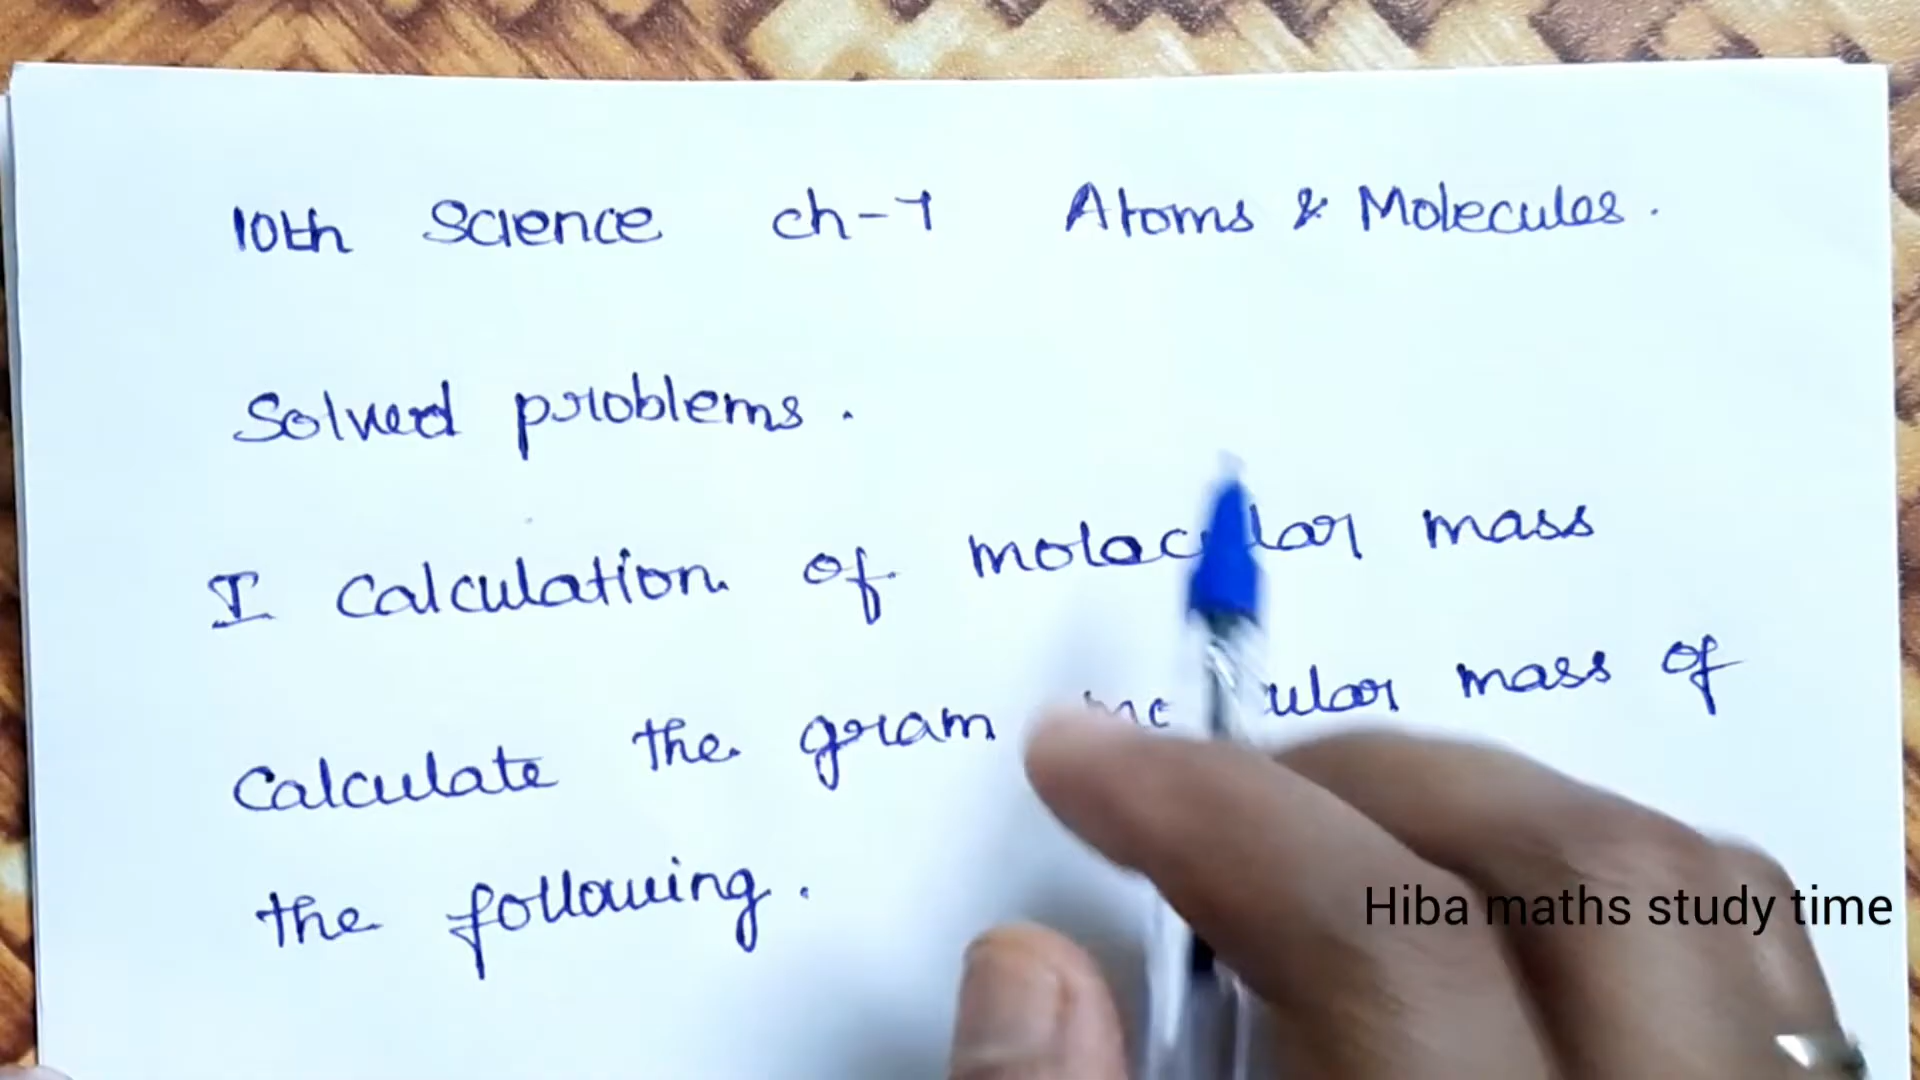 10th Science ch-7 Atoms & Molecules.
Solved problems.
I Calculation of mass
Calculate the gram mass of
the following.
Hiba maths study time